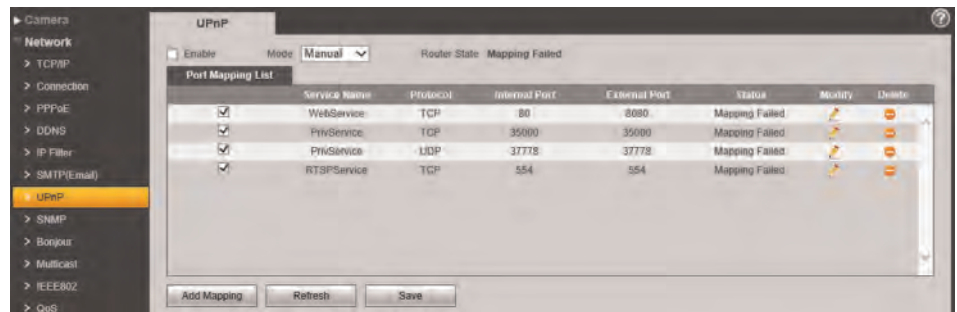 Camera
UPnP
Network
Enable Mode Manual Router State Mapping Failed
> TCP/IP
Port Mapping List
> Connection
Service Name Protocol Internal Port External Port Status Modify Delete
> PPPoE
WebService TCP 80 8080 Mapping Failed
> DDNS
PrivService TCP 35000 35000 Mapping Failed
> IP Filter
PrivService UDP 37778 37778 Mapping Failed
> SMTP(Email)
RTSPService TCP 554 554 Mapping Failed
UPnP
> SNMP
> Bonjour
> Multicast
> IEEE802
Add Mapping Refresh Save
> QoS